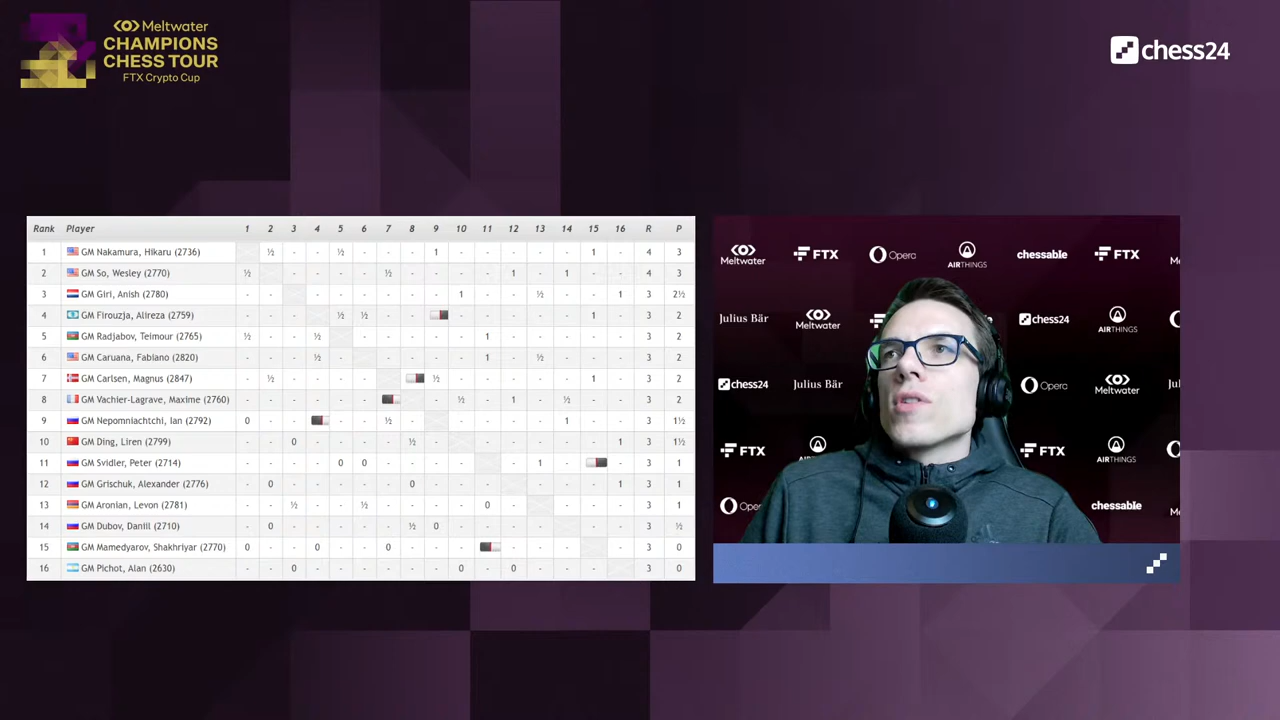 Meltwater
CHAMPIONS
CHESS TOUR
FTX Crypto Cup
chess24
Rank Player 1 2 3 4 5 6 7 8 9 10 11 12 13 14 15 16 R P
1 GM Nakamura, Hikaru (2736) ½ - - ½ - - - 1 - - - - - 1 - 4 3
2 GM So, Wesley (2770) ½ - - - - ½ - - - - 1 - 1 - - 4 3
3 GM Giri, Anish (2780) - - - - - - - - 1 - - ½ - - 1 3 2½
4 GM Firouzja, Alireza (2759) - - - ½ ½ - - - - - - - 1 - 3 2
5 GM Radjabov, Teimour (2765) ½ - - ½ - - - - - 1 - - - - - 3 2
6 GM Caruana, Fabiano (2820) - - - ½ - - - - - 1 - ½ - - - 3 2
7 GM Carlsen, Magnus (2847) - ½ - - - - ½ - - - - - 1 - 3 2
8 GM Vachier-Lagrave, Maxime (2760) - - - - - - - ½ - 1 - ½ - - 3 2
9 GM Nepomniachtchi, Ian (2792) 0 - - - - ½ - - - - - 1 - - 3 1½
10 GM Ding, Liren (2799) - - 0 - - - - ½ - - - - - - 1 3 1½
11 GM Svidler, Peter (2714) - - - - 0 0 - - - - - 1 - - 3 1
12 GM Grischuk, Alexander (2776) - 0 - - - - - 0 - - - - - - 1 3 1
13 GM Aronian, Levon (2781) - - ½ - - ½ - - - - 0 - - - - 3 1
14 GM Dubov, Daniil (2710) - 0 - - - - - ½ 0 - - - - - - 3 ½
15 GM Mamedyarov, Shakhriyar (2770) 0 - - 0 - - 0 - - - - - - - 3 0
16 GM Pichot, Alan (2630) - - 0 - - - - - - 0 - 0 - - - 3 0
Meltwater FTX Opera AIRTHINGS chessable FTX
Julius Bär Meltwater chess24 AIRTHINGS
chess24 Julius Bär Opera Meltwater
FTX FTX AIRTHINGS
chessable